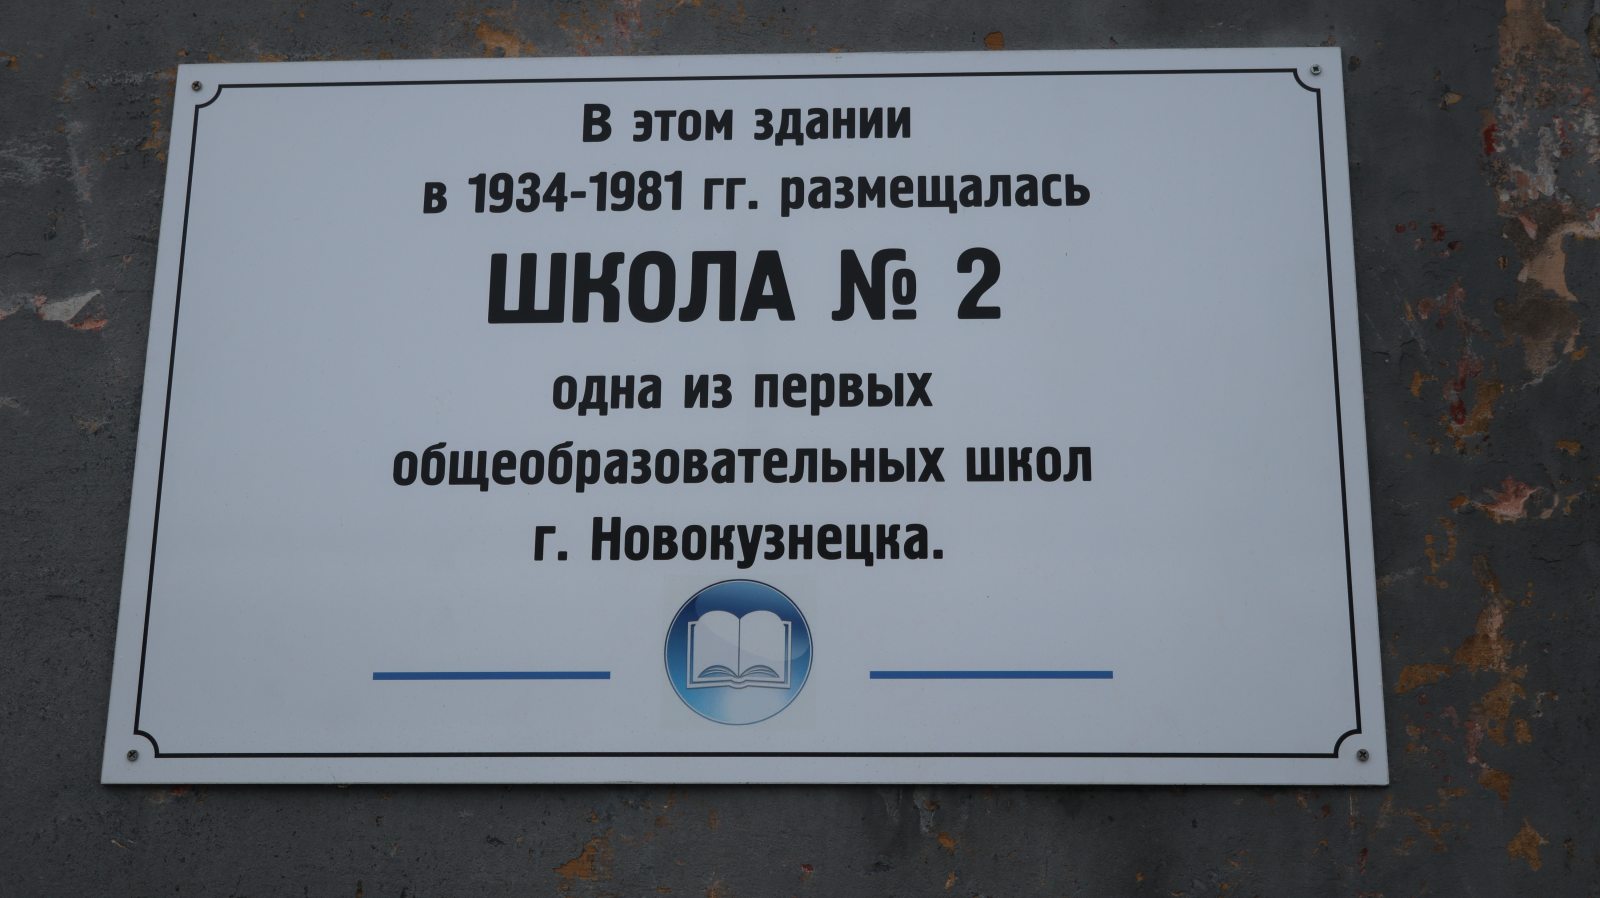 В этом здании
в 1934-1981 гг. размещалась
ШКОЛА № 2
одна из первых
общеобразовательных школ
г. Новокузнецка.